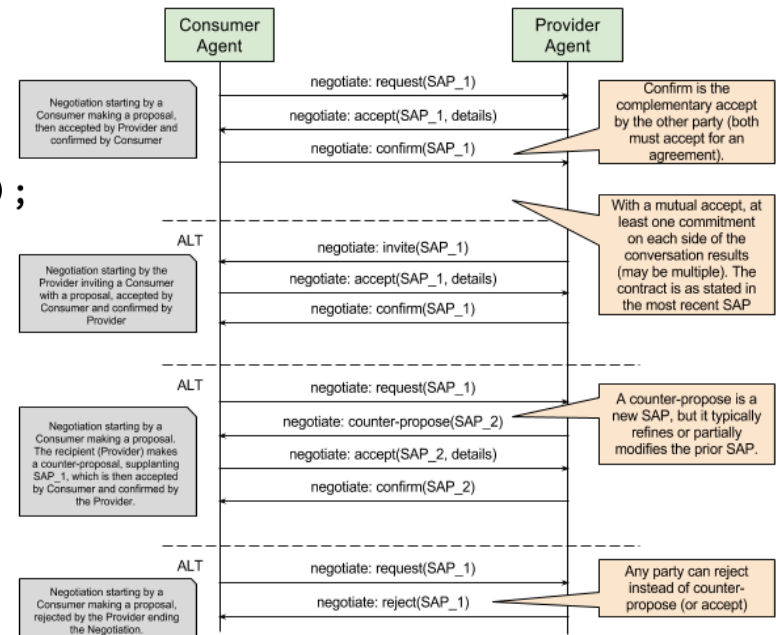 Consumer
Agent
Provider
Agent
negotiate: request(SAP_1)
Negotiation starting by a
Consumer making a proposal,
then accepted by Provider and
confirmed by Consumer
negotiate: accept(SAP_1, details)
negotiate: confirm(SAP_1)
Confirm is the
complementary accept
by the other party (both
must accept for an
agreement).
) ;
With a mutual accept, at
least one commitment
on each side of the
conversation results
(may be multiple). The
contract is as stated in
the most recent SAP
ALT
negotiate: invite(SAP_1)
Negotiation starting by the
Provider inviting a Consumer
with a proposal, accepted by
Consumer and confirmed by
Provider
negotiate: accept(SAP_1, details)
negotiate: confirm(SAP_1)
ALT
negotiate: request(SAP_1)
A counter-propose is a
new SAP, but it typically
refines or partially
modifies the prior SAP.
negotiate: counter-propose(SAP_2)
Negotiation starting by a
Consumer making a proposal.
The recipient (Provider) makes
a counter-proposal, supplanting
SAP_1, which is then accepted
by Consumer and confirmed by
the Provider.
negotiate: accept(SAP_2, details)
negotiate: confirm(SAP_2)
ALT
negotiate: request(SAP_1)
Any party can reject
instead of counter-
propose (or accept)
Negotiation starting by a
Consumer making a proposal,
rejected by the Provider ending
the Negotiation.
negotiate: reject(SAP_1)